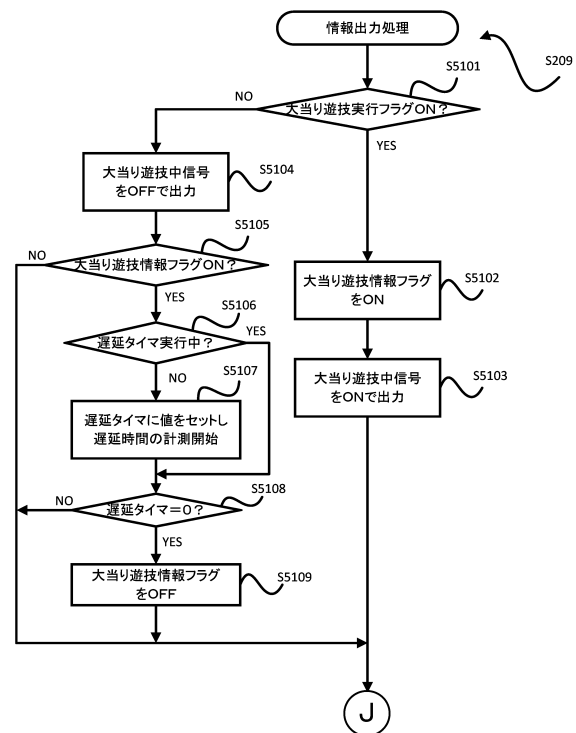 情報出力処理
S209
S5101
大当り遊技実行フラグON？
NO
YES
大当り遊技中信号
をOFFで出力
S5104
S5105
大当り遊技情報フラグON？
NO
YES
大当り遊技情報フラグ
をON
S5102
S5106
遅延タイマ実行中？
YES
NO
大当り遊技中信号
をONで出力
S5103
S5107
遅延タイマに値をセットし
遅延時間の計測開始
S5108
遅延タイマ＝0？
NO
YES
大当り遊技情報フラグ
をOFF
S5109
J